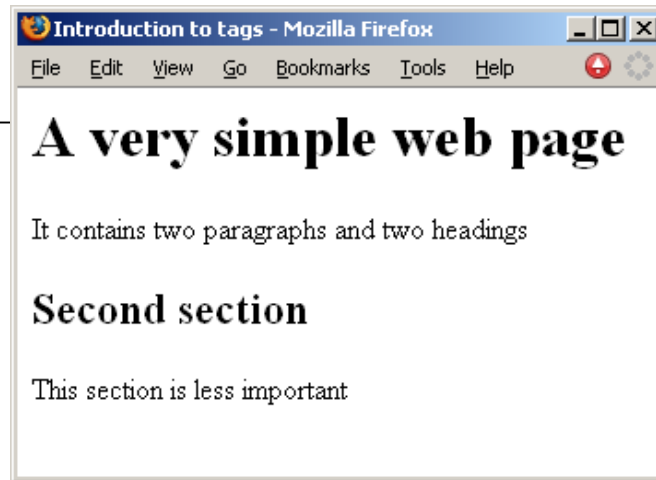 Introduction to tags - Mozilla Firefox
File Edit View Go Bookmarks Tools Help
A very simple web page
It contains two paragraphs and two headings
Second section
This section is less important